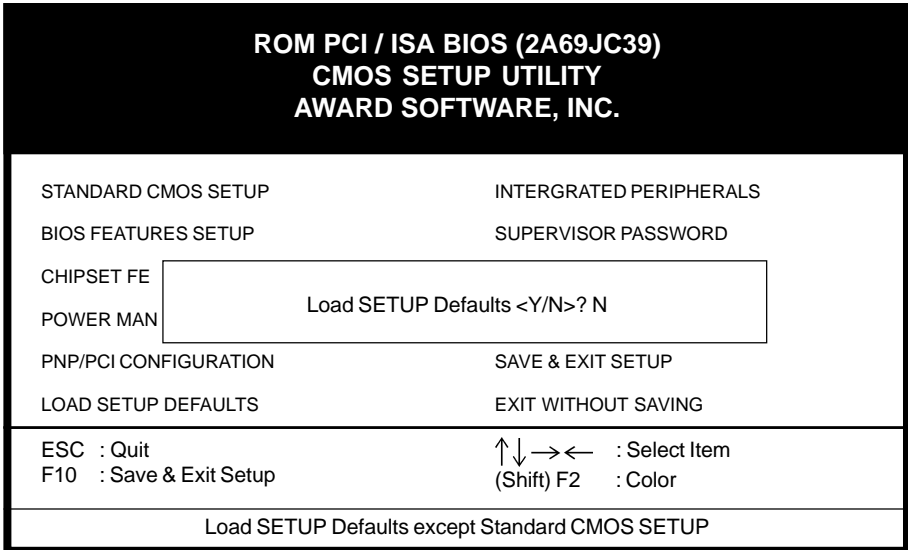 ROM PCI / ISA BIOS (2A69JC39)
CMOS SETUP UTILITY
AWARD SOFTWARE, INC.
STANDARD CMOS SETUP INTERGRATED PERIPHERALS
BIOS FEATURES SETUP SUPERVISOR PASSWORD
CHIPSET FE
Load SETUP Defaults <Y/N>? N
POWER MAN
PNP/PCI CONFIGURATION SAVE & EXIT SETUP
LOAD SETUP DEFAULTS EXIT WITHOUT SAVING
ESC : Quit ↑↓→← : Select Item
F10 : Save & Exit Setup (Shift) F2 : Color
Load SETUP Defaults except Standard CMOS SETUP